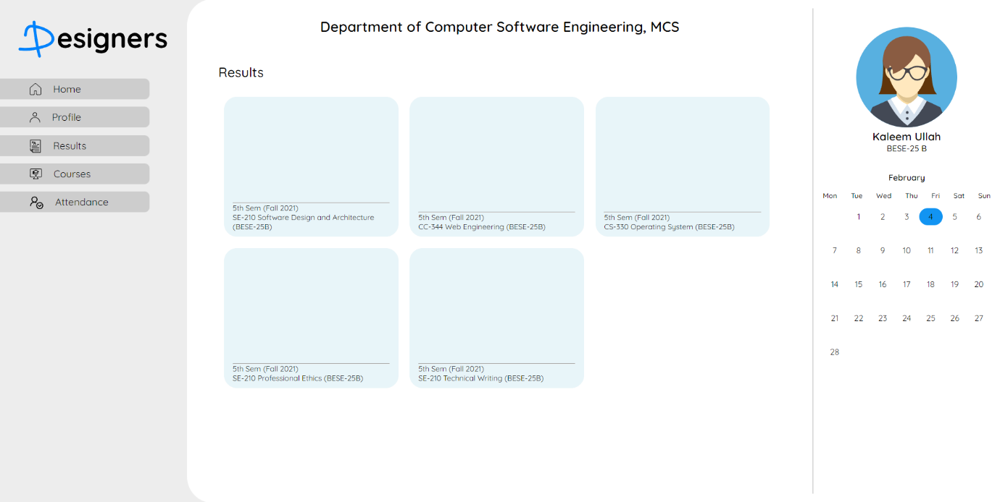 Designers
Home
Profile
Results
Courses
Attendance
Department of Computer Software Engineering, MCS
Results
5th Sem (Fall 2021)
SE-210 Software Design and Architecture
(BESE-25B)
5th Sem (Fall 2021)
CC-344 Web Engineering (BESE-25B)
5th Sem (Fall 2021)
CS-330 Operating System (BESE-25B)
5th Sem (Fall 2021)
SE-210 Professional Ethics (BESE-25B)
5th Sem (Fall 2021)
SE-210 Technical Writing (BESE-25B)
Kaleem Ullah
BESE-25 B
February
Mon Tue Wed Thu Fri Sat Sun
1 2 3 4 5 6
7 8 9 10 11 12 13
14 15 16 17 18 19 20
21 22 23 24 25 26 27
28